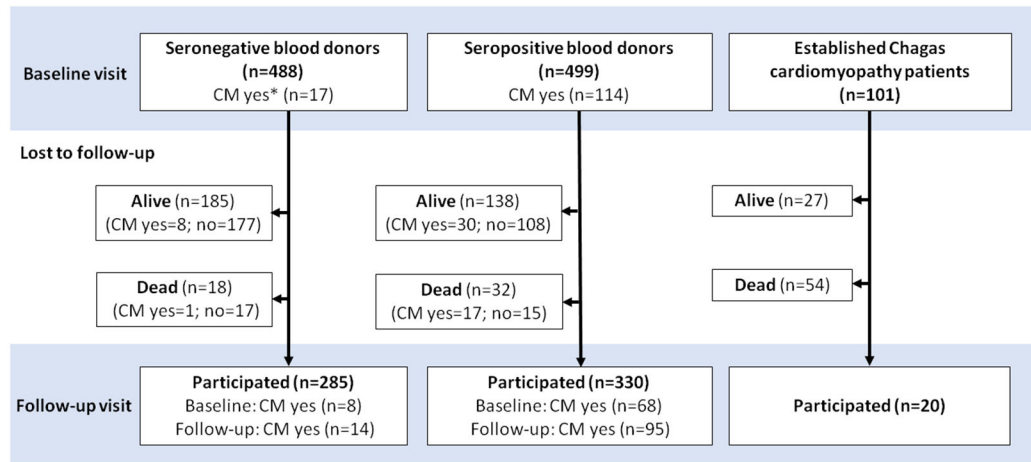 Baseline visit
Seronegative blood donors
(n=488)
CM yes* (n=17)
Seropositive blood donors
(n=499)
CM yes (n=114)
Established Chagas
cardiomyopathy patients
(n=101)
Lost to follow-up
Alive (n=185)
(CM yes=8; no=177)
Alive (n=138)
(CM yes=30; no=108)
Alive (n=27)
Dead (n=18)
(CM yes=1; no=17)
Dead (n=32)
(CM yes=17; no=15)
Dead (n=54)
Follow-up visit
Participated (n=285)
Baseline: CM yes (n=8)
Follow-up: CM yes (n=14)
Participated (n=330)
Baseline: CM yes (n=68)
Follow-up: CM yes (n=95)
Participated (n=20)